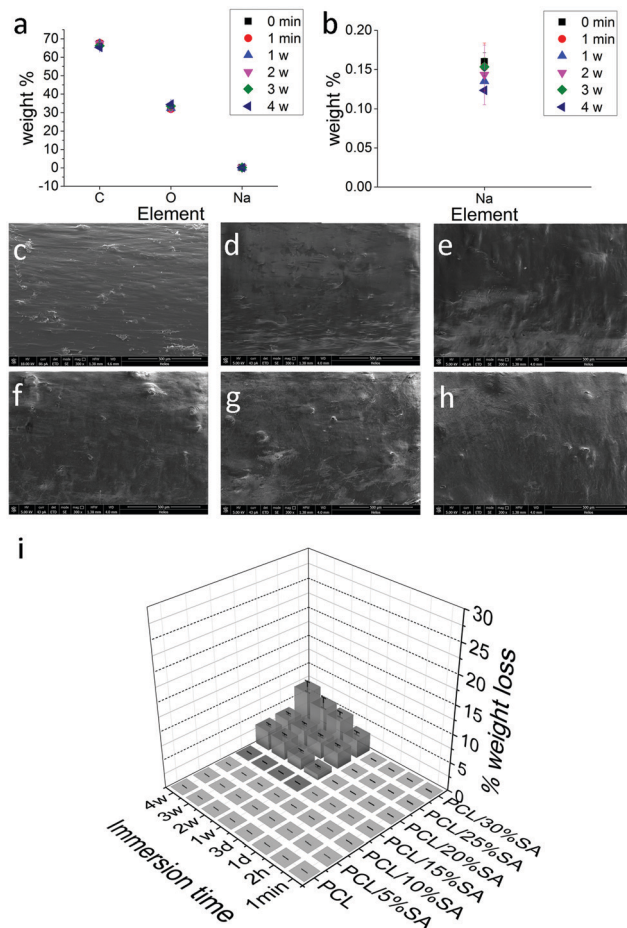 a
weight %
70
60
50
40
30
20
10
0
-10
C
O
Na
Element
0 min
1 min
1 w
2 w
3 w
4 w
b
weight %
0.20
0.15
0.10
0.05
0.00
Na
Element
0 min
1 min
1 w
2 w
3 w
4 w
c
d
e
f
g
h
i
30
25
20
15
10
5
0
% weight loss
4w
3w
2w
1w
3d
1d
2h
1min
Immersion time
PCL
PCL/5%SA
PCL/10%SA
PCL/15%SA
PCL/20%SA
PCL/25%SA
PCL/30%SA